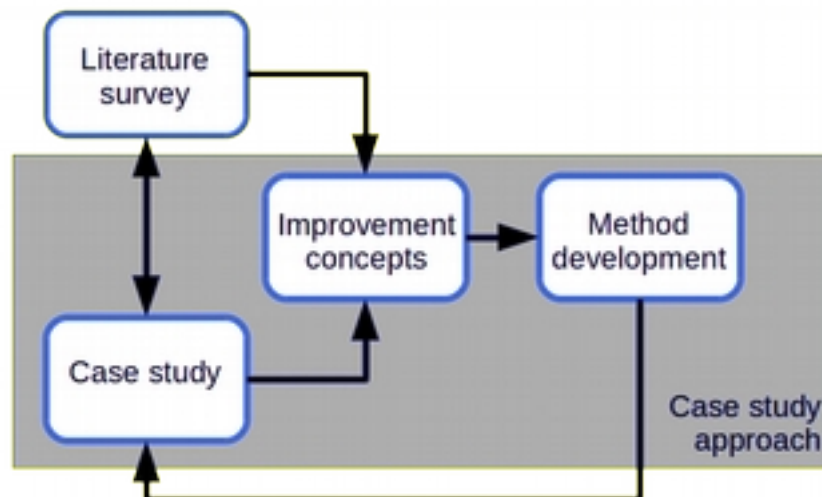 Literature
survey
Improvement
concepts
Method
development
Case study
Case study
approach